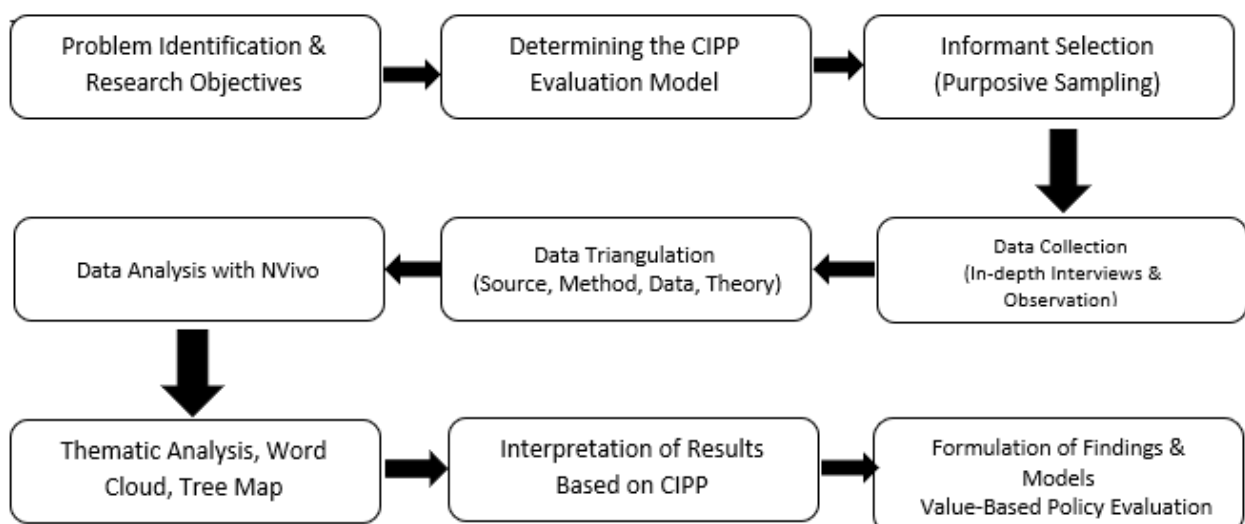 Problem Identification &
Research Objectives
Determining the CIPP
Evaluation Model
Informant Selection
(Purposive Sampling)
Data Collection
(In-depth Interviews &
Observation)
Data Triangulation
(Source, Method, Data, Theory)
Data Analysis with NVivo
Thematic Analysis, Word
Cloud, Tree Map
Interpretation of Results
Based on CIPP
Formulation of Findings &
Models
Value-Based Policy Evaluation